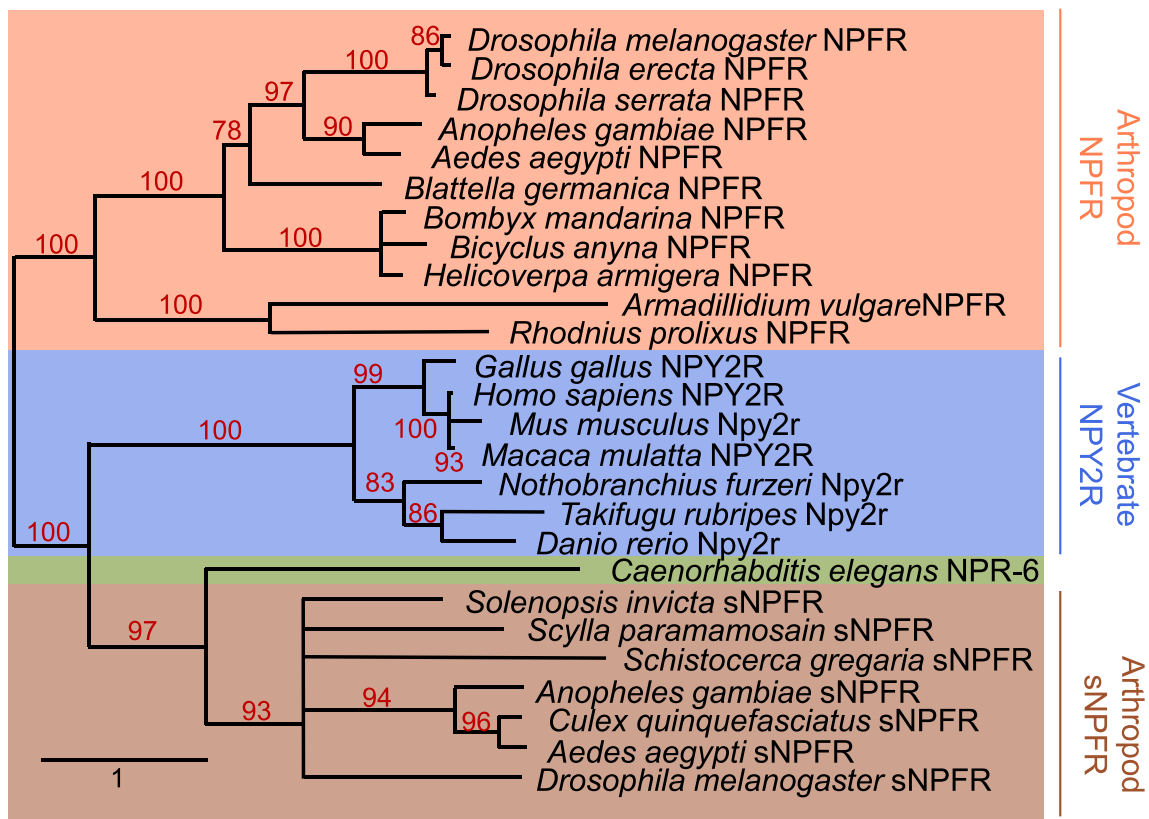 86
Drosophila melanogaster NPFR
100
Drosophila erecta NPFR
97
Drosophila serrata NPFR
78
90
Anopheles gambiae NPFR
Aedes aegypti NPFR
100
Blattella germanica NPFR
Bombyx mandarina NPFR
100
100
Bicyclus anyna NPFR
Helicoverpa armigera NPFR
100
Armadillidium vulgareNPFR
Rhodnius prolixus NPFR
Arthropod
NPFR
99
Gallus gallus NPY2R
Homo sapiens NPY2R
100
100
Mus musculus Npy2r
93
Macaca mulatta NPY2R
83
Nothobranchius furzeri Npy2r
86
Takifugu rubripes Npy2r
100
Danio rerio Npy2r
Vertebrate
NPY2R
Caenorhabditis elegans NPR-6
97
Solenopsis invicta sNPFR
Scylla paramamosain sNPFR
Schistocerca gregaria sNPFR
93
94
Anopheles gambiae sNPFR
96
Culex quinquefasciatus sNPFR
Aedes aegypti sNPFR
Drosophila melanogaster sNPFR
Arthropod
sNPFR
1